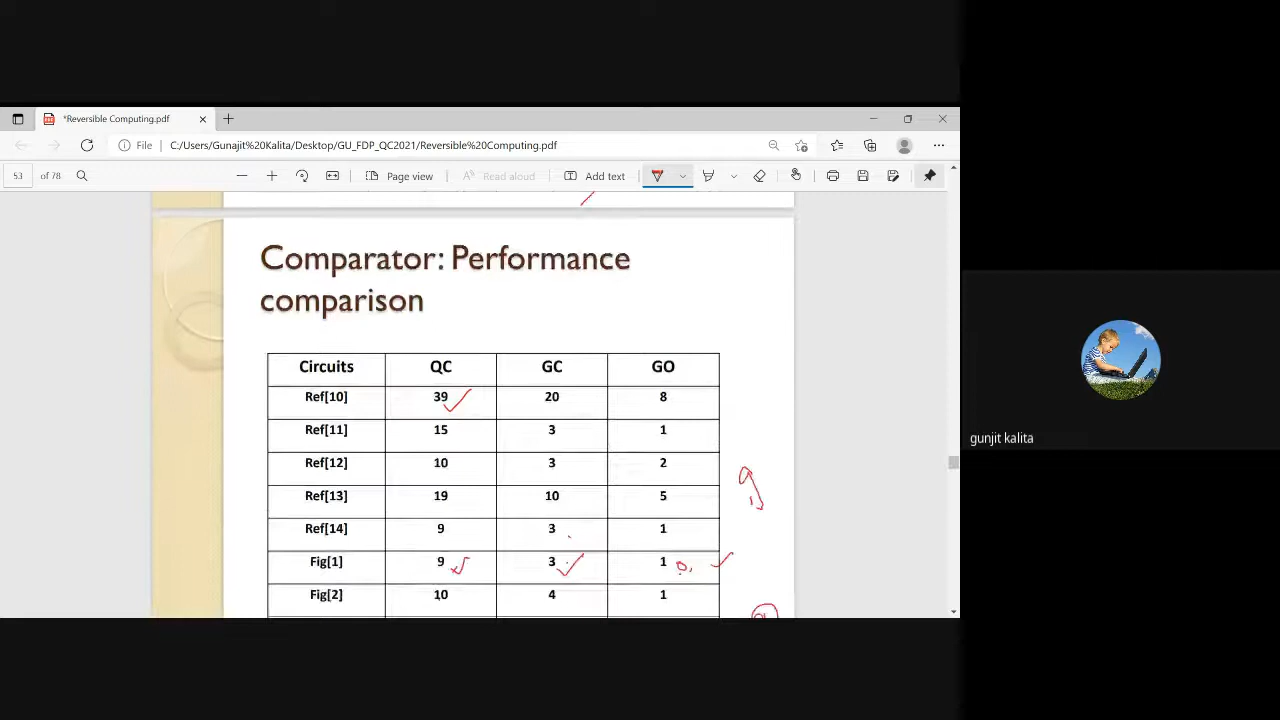 *Reversible Computing.pdf
File C:/Users/Gunajit%20Kalita/Desktop/GU_FDP_QC2021/Reversible%20Computing.pdf
53 of 78 Page view Read aloud Add text
Comparator: Performance
comparison
Circuits QC GC GO
Ref[10] 39 20 8
Ref[11] 15 3 1
Ref[12] 10 3 2
Ref[13] 19 10 5
Ref[14] 9 3 1
Fig[1] 9 3 1
Fig[2] 10 4 1
gunjit kalita